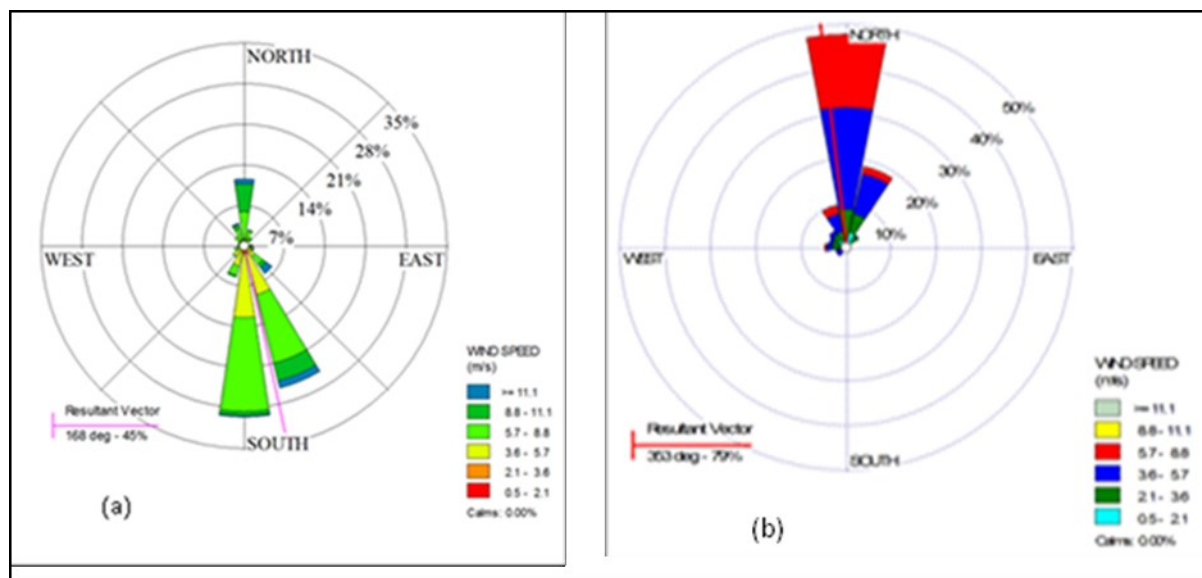 NORTH
35%
28%
21%
14%
7%
WEST
EAST
SOUTH
Resultant Vector
168 deg - 45%
WIND SPEED
(m/s)
>= 11.1
8.8 - 11.1
5.7 - 8.8
3.6 - 5.7
2.1 - 3.6
0.5 - 2.1
Calms: 0.00%
(a)
NORTH
50%
40%
30%
20%
10%
WEST
EAST
SOUTH
Resultant Vector
353 deg - 79%
WIND SPEED
(m/s)
>= 11.1
8.8 - 11.1
5.7 - 8.8
3.6 - 5.7
2.1 - 3.6
0.5 - 2.1
Calms: 0.00%
(b)